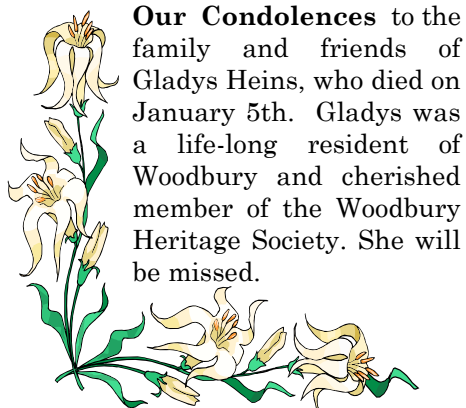 Our Condolences to the
family and friends of
Gladys Heins, who died on
January 5th. Gladys was
a life-long resident of
Woodbury and cherished
member of the Woodbury
Heritage Society. She will
be missed.